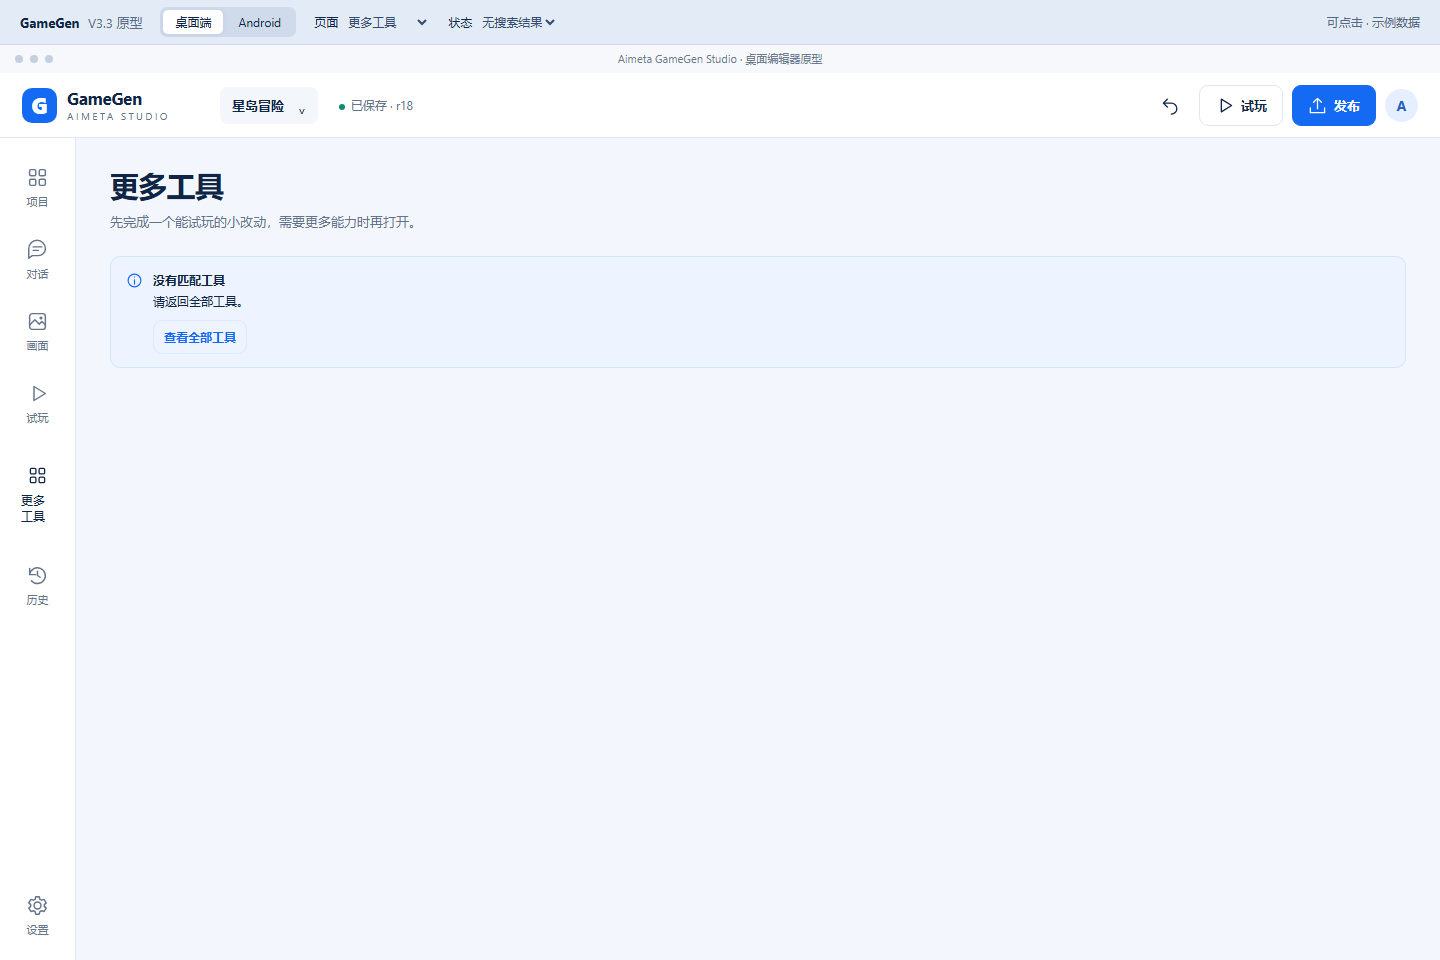 GameGen V3.3 原型 桌面端 Android 页面 更多工具 状态 无搜索结果 可点击 · 示例数据
Aimeta GameGen Studio · 桌面编辑器原型
G GameGen
AIMETA STUDIO
星岛冒险 已保存 · r18 试玩 发布 A
项目
对话
画面
试玩
更多
工具
历史
设置
更多工具
先完成一个能试玩的小改动，需要更多能力时再打开。
没有匹配工具
请返回全部工具。
查看全部工具